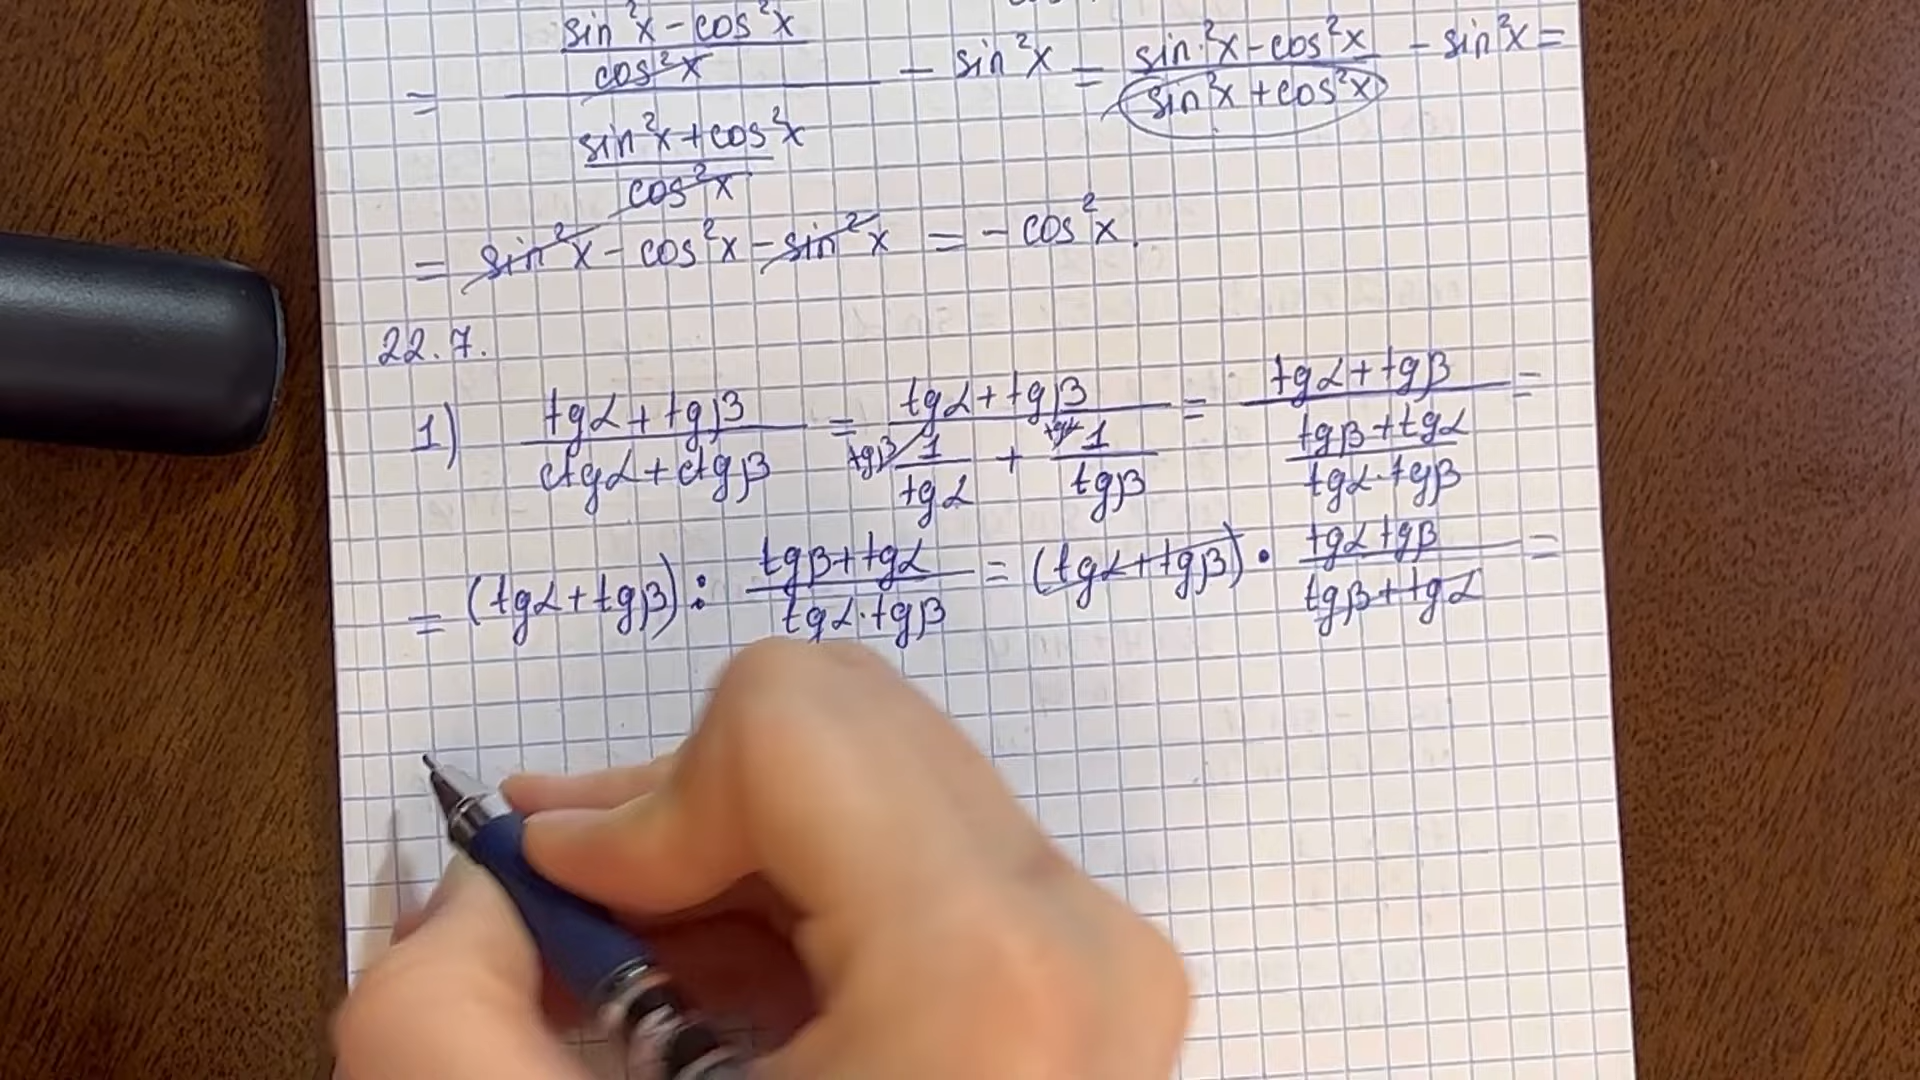 = ((sin²x - cos²x)/cos²x)/((sin²x + cos²x)/cos²x) - sin²x = (sin²x - cos²x)/(sin²x + cos²x) - sin²x =
= sin²x - cos²x - sin²x = - cos²x
22.7.
1) (tgα + tgβ)/(ctgα + ctgβ) = (tgα + tgβ)/(tgβ/ 1/tgα + tgα/ 1/tgβ) = (tgα + tgβ)/((tgβ + tgα)/(tgα · tgβ)) =
= (tgα + tgβ) : (tgβ + tgα)/(tgα · tgβ) = (tgα + tgβ) · (tgα tgβ)/(tgβ + tgα) =